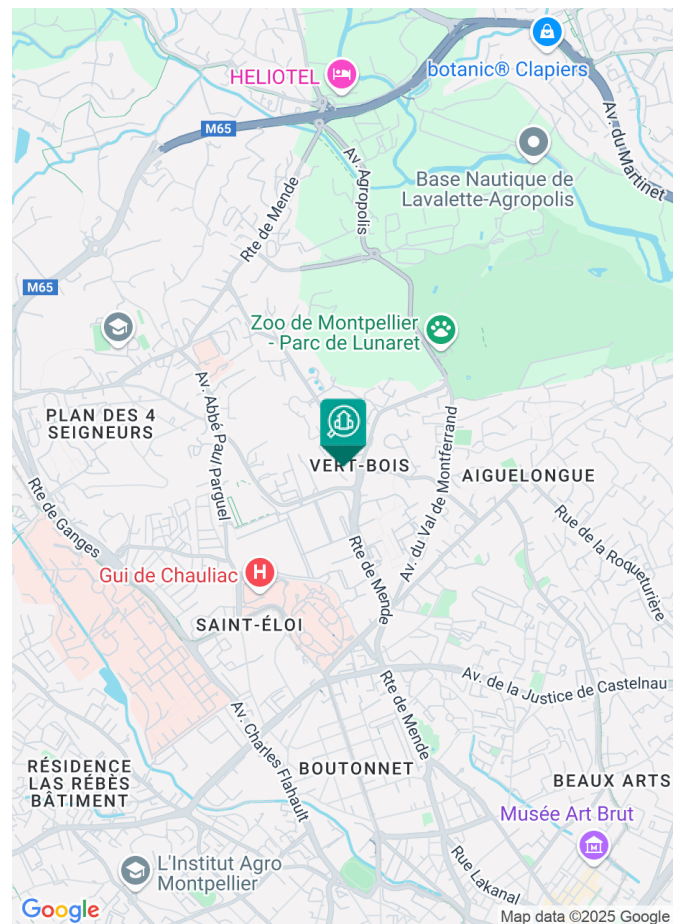 HELIOTEL
botanic® Clapiers
M65
Av. du Martinet
Base Nautique de
Lavalette-Agropolis
Av. Agropolis
Rte de Mende
M65
Zoo de Montpellier
- Parc de Lunaret
PLAN DES 4
SEIGNEURS
Av. Abbé Paul Parguel
VERT-BOIS
AIGUELONGUE
Av. du Val de Montferrand
Rte de Ganges
Rue de la Roqueturière
Gui de Chauliac
H
Rte de Mende
SAINT-ÉLOI
Av. de la Justice de Castelnau
Rte de Mende
Av. Charles Flahault
RÉSIDENCE
LAS RÉBÈS
BÂTIMENT
BOUTONNET
BEAUX ARTS
Musée Art Brut
Rue Lakanal
L'Institut Agro
Montpellier
Google
Map data ©2025 Google